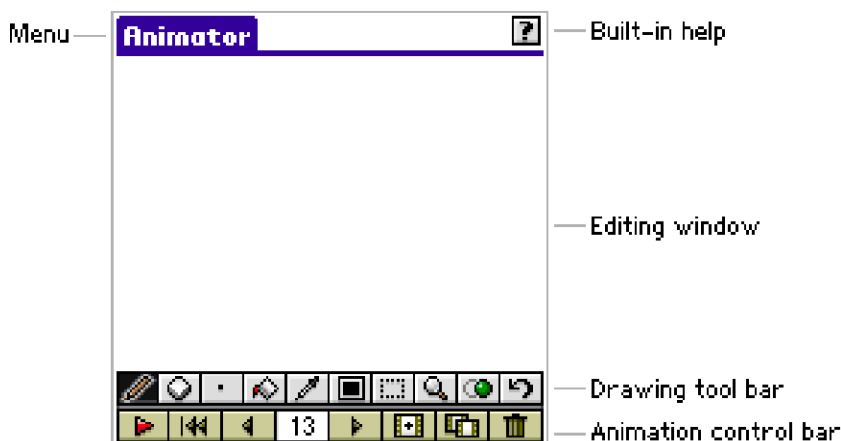 Menu
Animator
?
Built-in help
Editing window
Drawing tool bar
13
Animation control bar